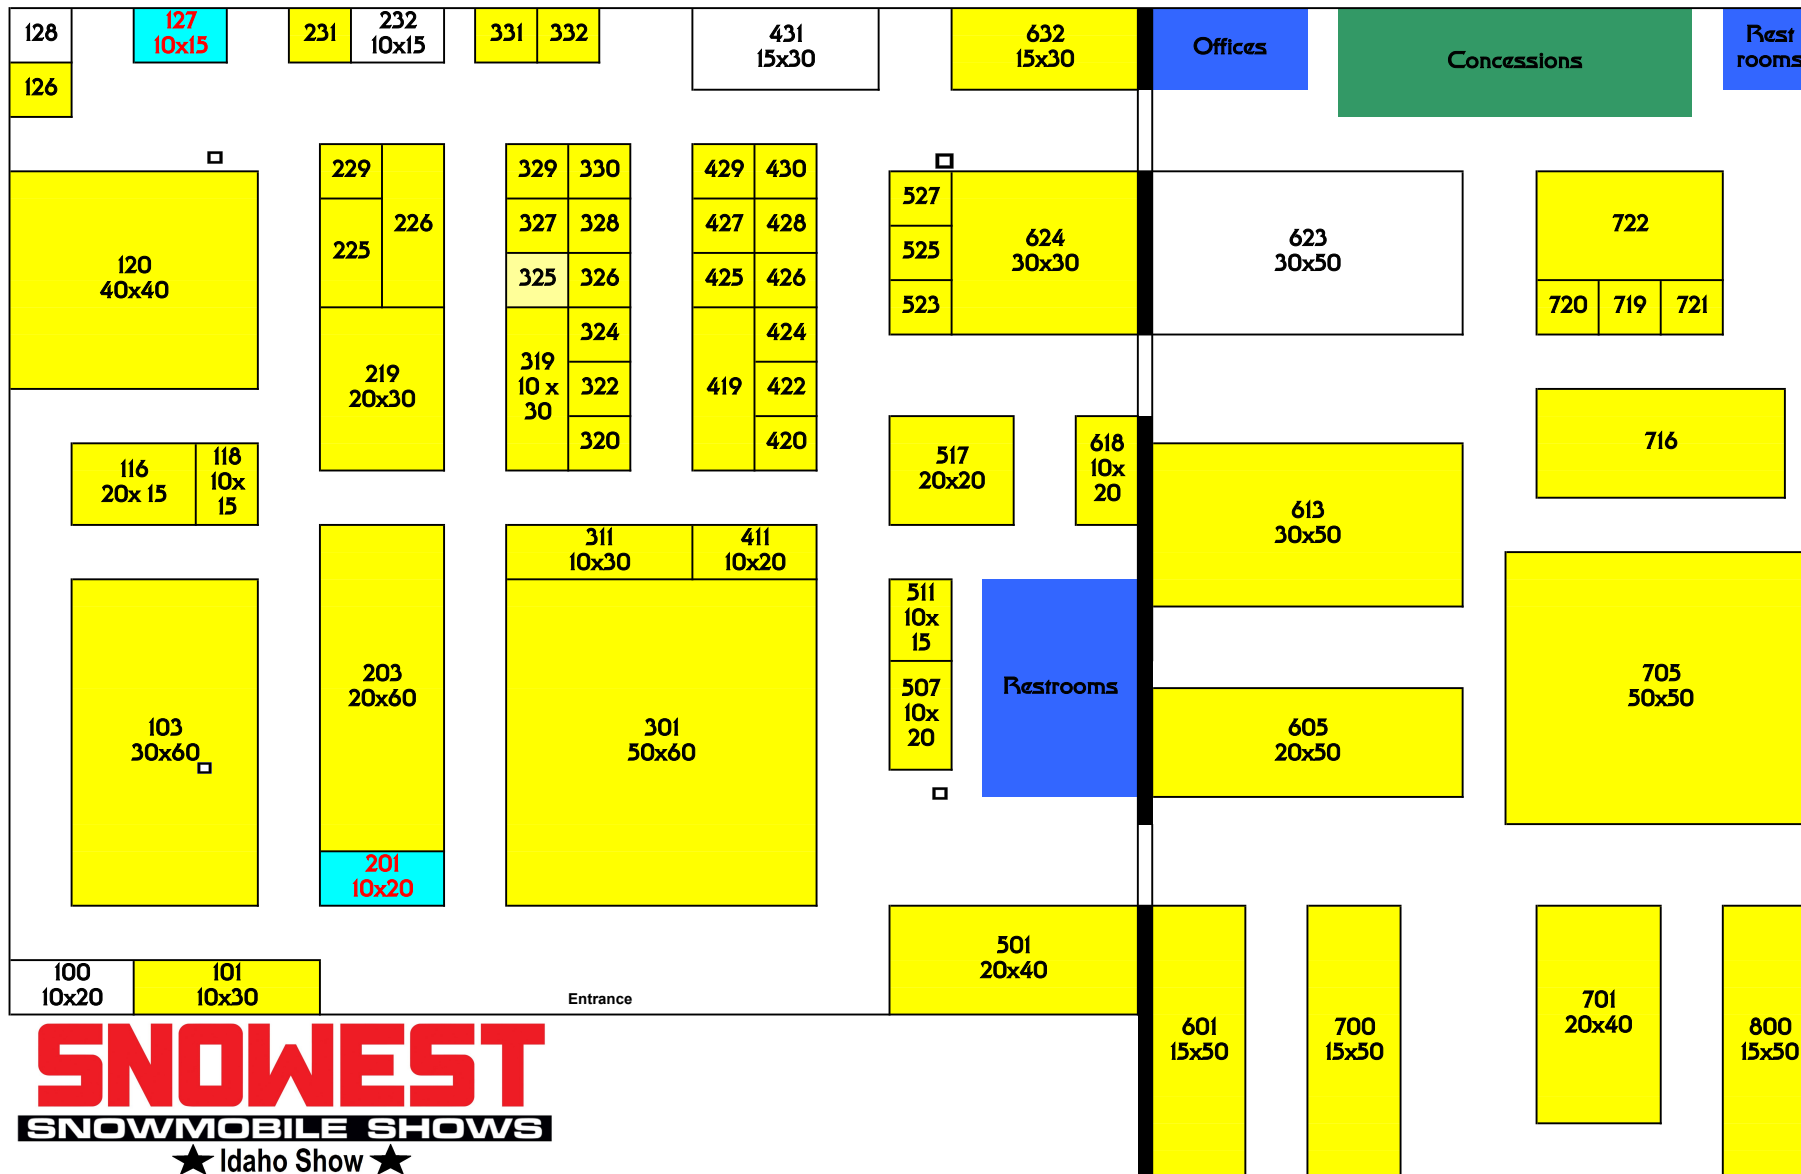 128
127
10x15
231
232
10x15
331
332
431
15x30
632
15x30
Offices
Concessions
Rest
rooms
126
229
226
225
329
330
327
328
325
326
429
430
427
428
425
426
527
525
523
624
30x30
623
30x50
722
720
719
721
120
40x40
219
20x30
319
10 x
30
324
322
320
419
424
422
420
716
116
20x 15
118
10x
15
517
20x20
618
10x
20
613
30x50
311
10x30
411
10x20
511
10x
15
507
10x
20
Restrooms
203
20x60
103
30x60
301
50x60
605
20x50
705
50x50
201
10x20
501
20x40
100
10x20
101
10x30
Entrance
601
15x50
700
15x50
701
20x40
800
15x50
SNOWEST
SNOWMOBILE SHOWS
★ Idaho Show ★